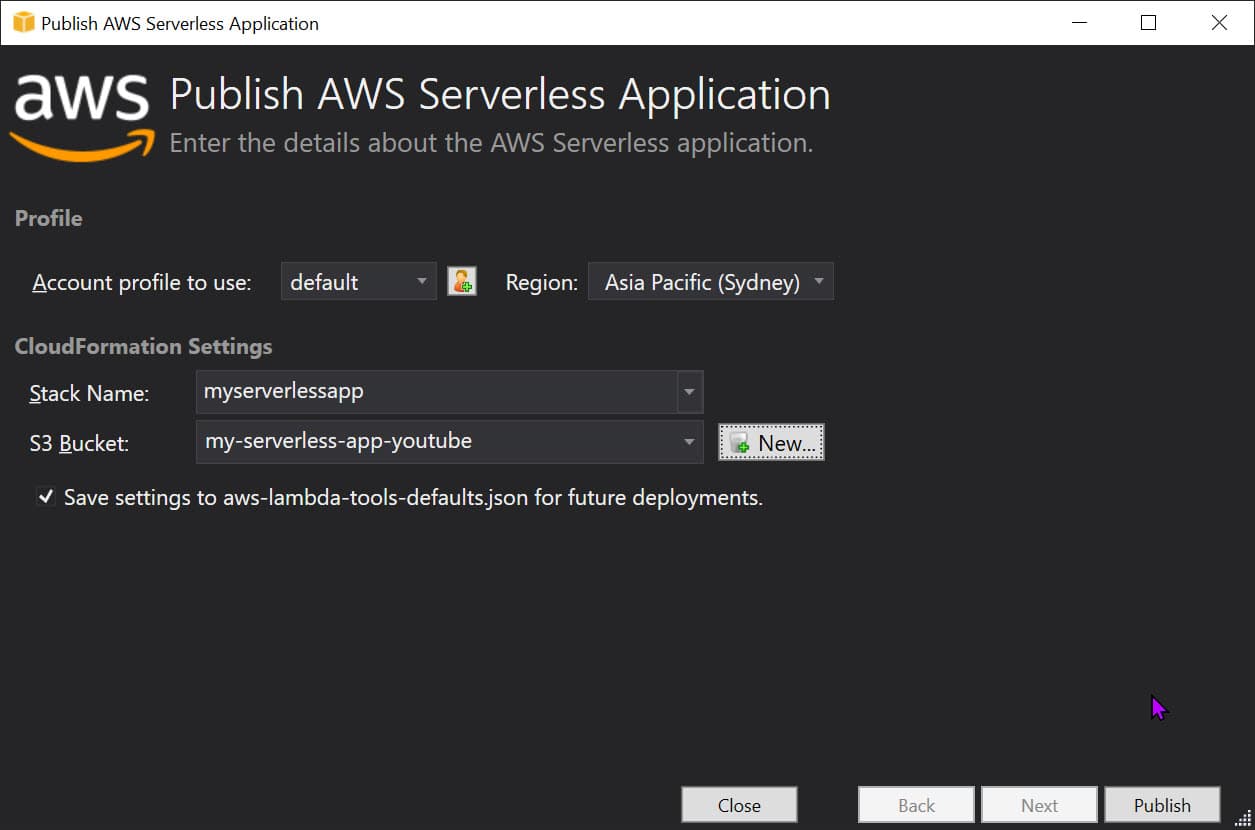 Publish AWS Serverless Application
aws
Publish AWS Serverless Application
Enter the details about the AWS Serverless application.
Profile
Account profile to use: default Region: Asia Pacific (Sydney)
CloudFormation Settings
Stack Name: myserverlessapp
S3 Bucket: my-serverless-app-youtube New...
Save settings to aws-lambda-tools-defaults.json for future deployments.
Close Back Next Publish